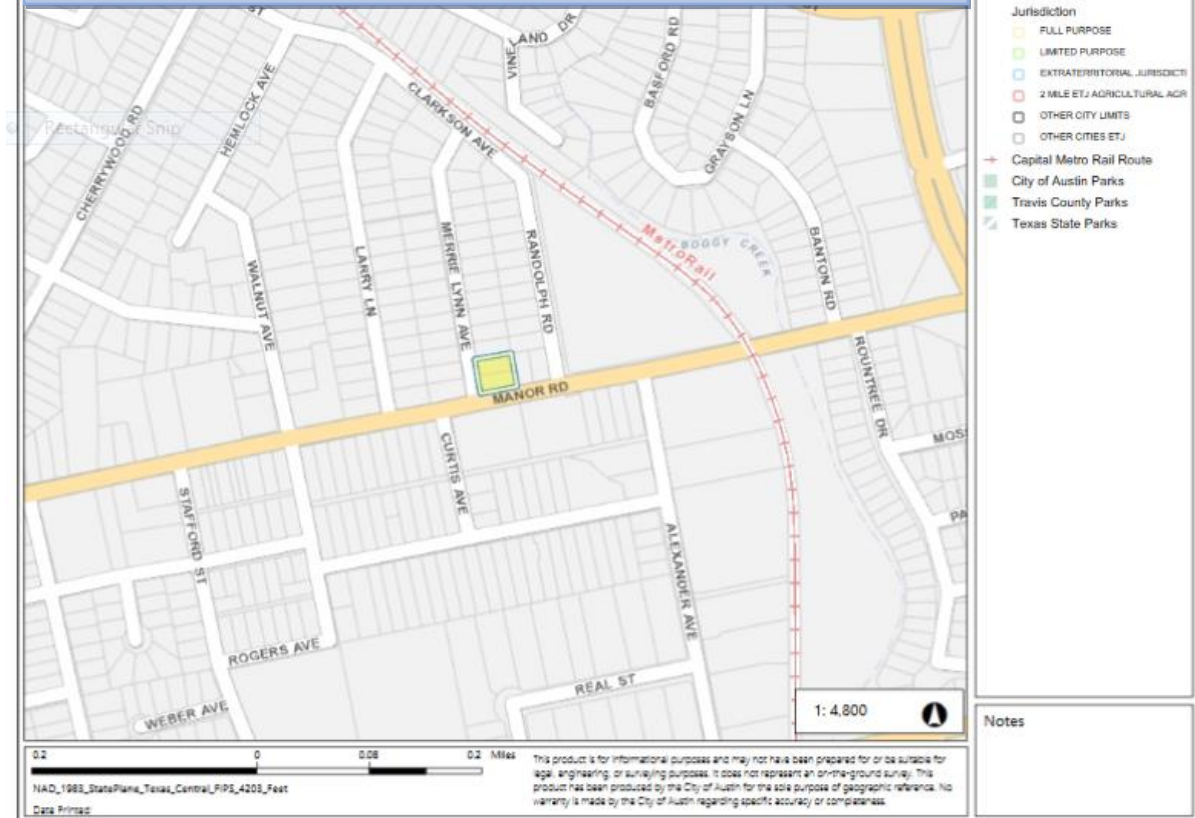 ST
VINELAND DR
BASFORD RD
HEMLOCK AVE
CLARKSON AVE
GRAYSON LN
Rectangular Snip
CHERRYWOOD RD
MERRIE LYNN AVE
RANDOLPH RD
MetroRail
BOGGY CREEK
BANTON RD
WALNUT AVE
LARRY LN
ROUNTREE DR
MANOR RD
CURTIS AVE
MOSS
STAFFORD ST
PA
ALEXANDER AVE
ROGERS AVE
REAL ST
WEBER AVE
1: 4,800
Jurisdiction
FULL PURPOSE
LIMITED PURPOSE
EXTRATERRITORIAL JURISDICTI
2 MILE ETJ AGRICULTURAL AGR
OTHER CITY LIMITS
OTHER CITIES ETJ
Capital Metro Rail Route
City of Austin Parks
Travis County Parks
Texas State Parks
Notes
0.2 0 0.08 0.2 Miles
NAD_1983_StatePlane_Texas_Central_FIPS_4203_Feet
Date Printed:
This product is for informational purposes and may not have been prepared for or be suitable for
legal, engineering, or surveying purposes. It does not represent an on-the-ground survey. This
product has been produced by the City of Austin for the sole purpose of geographic reference. No
warranty is made by the City of Austin regarding specific accuracy or completeness.